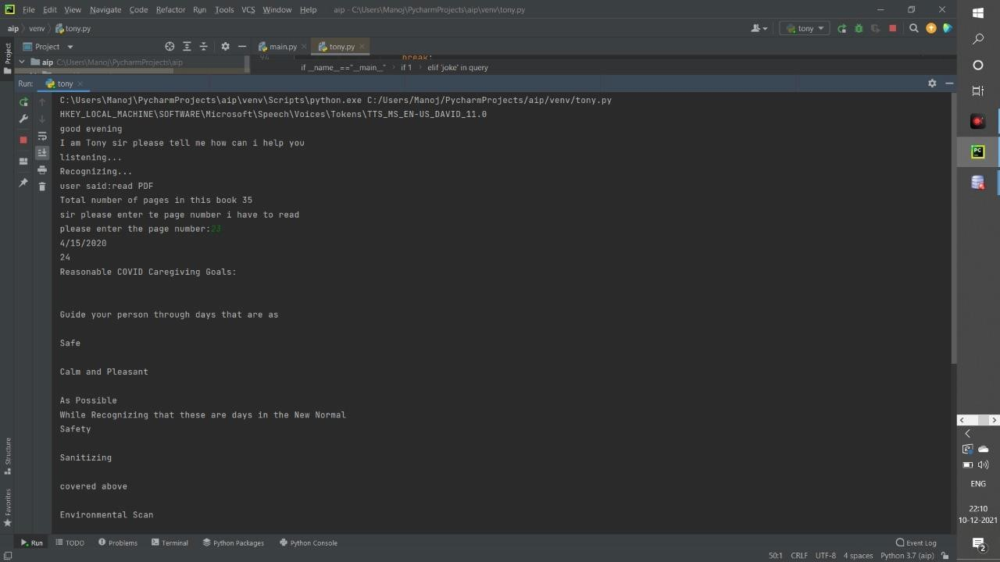 File Edit View Navigate Code Refactor Run Tools VCS Window Help aip - C:\Users\Manoj\PycharmProjects\aip\venv\tony.py
aip venv tony.py tony
Project main.py tony.py
Project
aip C:\Users\Manoj\PycharmProjects\aip
94 break;
if __name__=="__main__" if 1 elif 'joke' in query
Run: tony
C:\Users\Manoj\PycharmProjects\aip\venv\Scripts\python.exe C:/Users/Manoj/PycharmProjects/aip/venv/tony.py
HKEY_LOCAL_MACHINE\SOFTWARE\Microsoft\Speech\Voices\Tokens\TTS_MS_EN-US_DAVID_11.0
good evening
I am Tony sir please tell me how can i help you
listening...
Recognizing...
user said:read PDF
Total number of pages in this book 35
sir please enter te page number i have to read
please enter the page number:23
4/15/2020
24
Reasonable COVID Caregiving Goals:
Guide your person through days that are as
Safe
Calm and Pleasant
As Possible
While Recognizing that these are days in the New Normal
Safety
Sanitizing
covered above
Environmental Scan
Structure
Favorites
Run TODO Problems Terminal Python Packages Python Console Event Log
50:1 CRLF UTF-8 4 spaces Python 3.7 (aip)
PC
ENG
22:10
10-12-2021
2